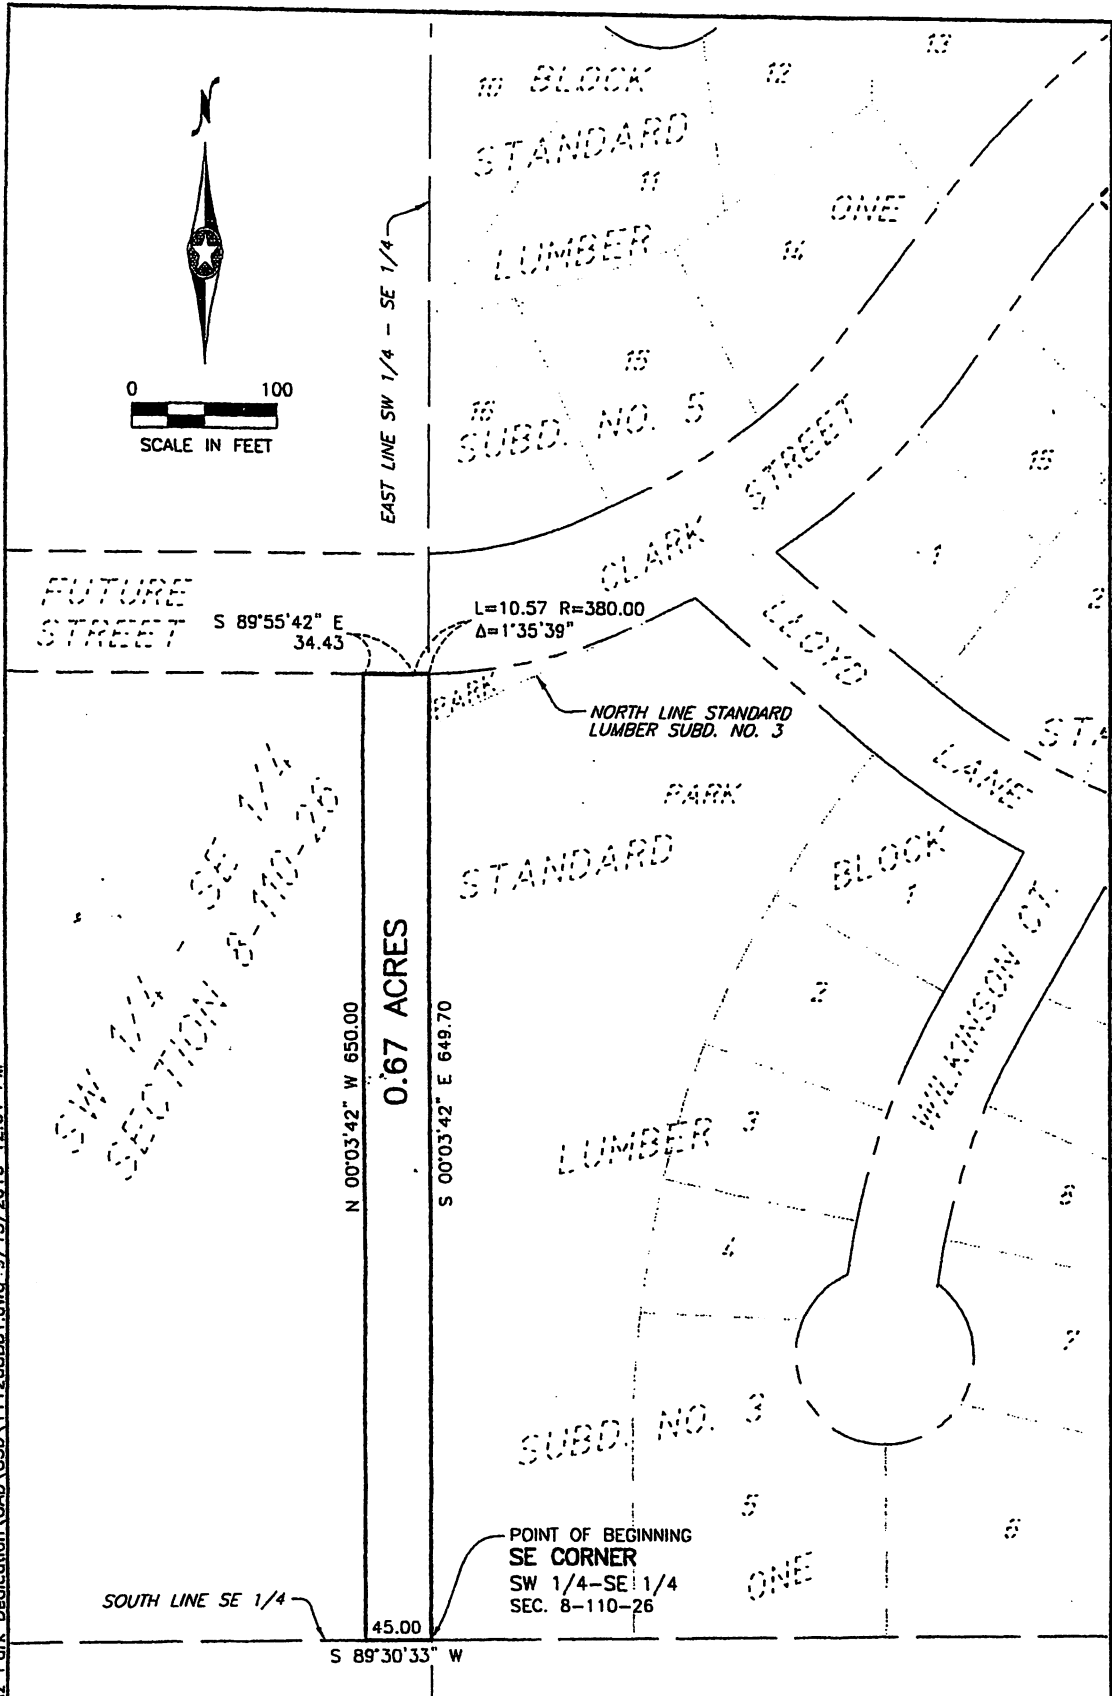 N
0 100
SCALE IN FEET
EAST LINE SW 1/4 - SE 1/4
10 BLOCK
12
13
STANDARD
11
ONE
LUMBER
14
15
16
SUBD. NO. 5
CLARK STREET
15
1
2
FUTURE
STREET
S 89°55'42" E
34.43
L=10.57 R=380.00
Δ=1°35'39"
LLOYD LANE
PARK
NORTH LINE STANDARD
LUMBER SUBD. NO. 3
STA
PARK
STANDARD
BLOCK
1
SW 1/4 - SE 1/4
SECTION 8-110-26
0.67 ACRES
N 00°03'42" W 650.00
S 00°03'42" E 649.70
2
WILKINSON CT.
LUMBER
3
8
4
7
SUBD. NO. 3
5
6
ONE
POINT OF BEGINNING
SE CORNER
SW 1/4-SE 1/4
SEC. 8-110-26
SOUTH LINE SE 1/4
45.00
S 89°30'33" W